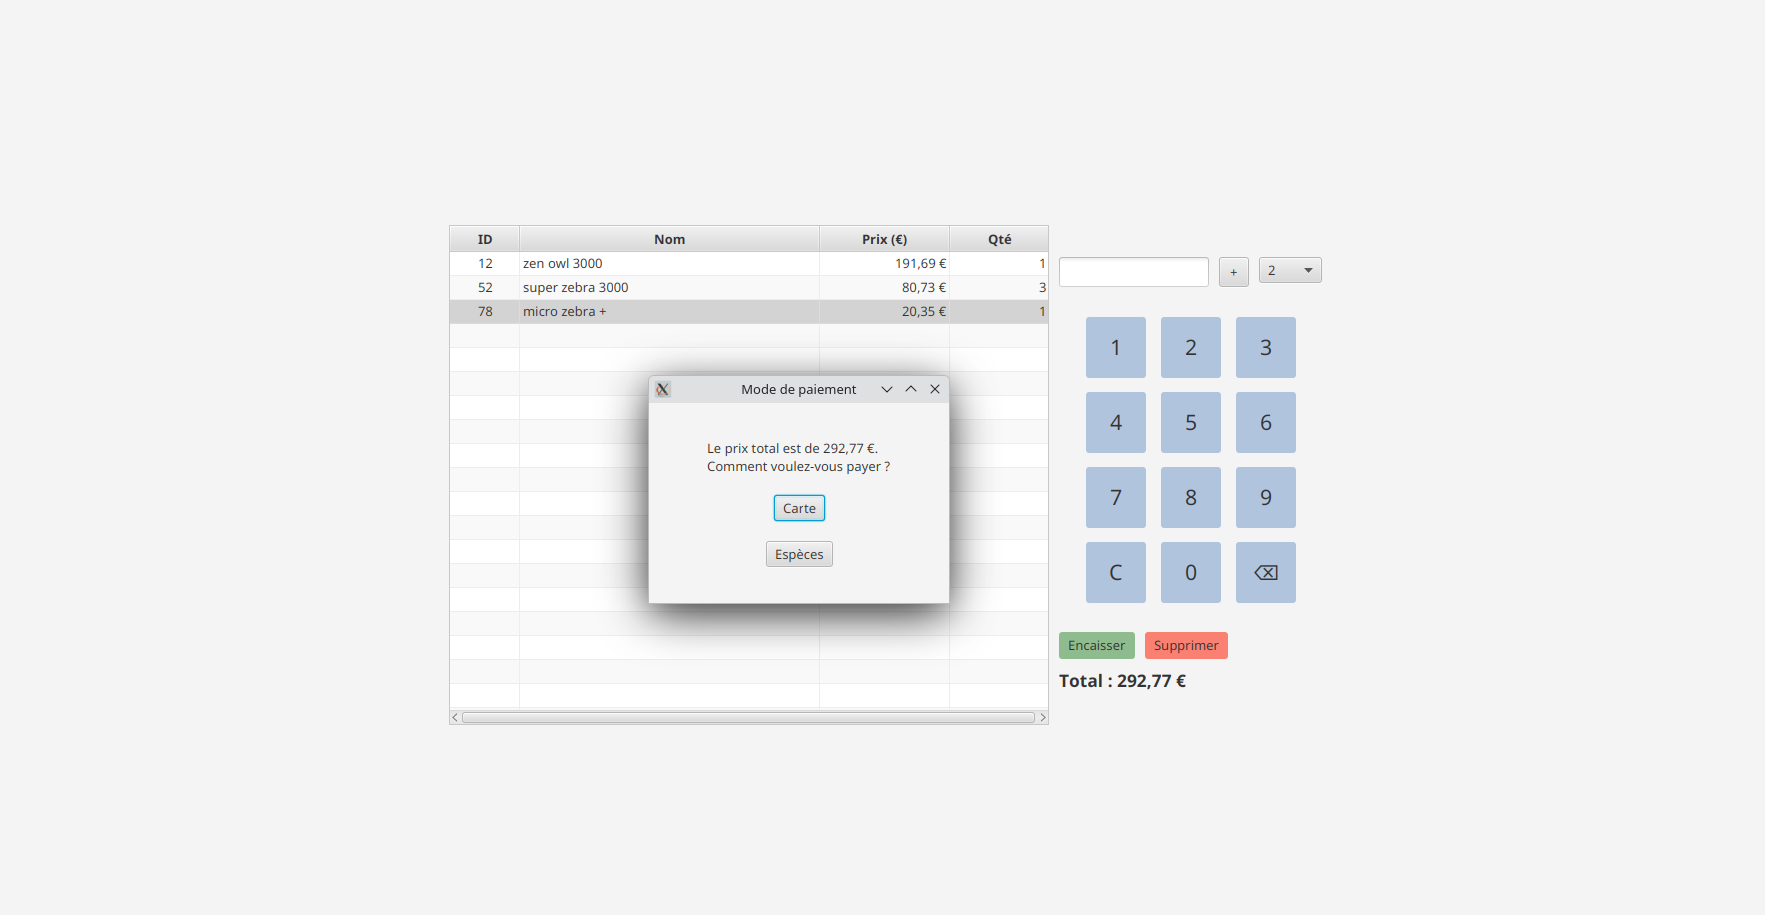 ID Nom Prix (€) Qté
12 zen owl 3000 191,69 € 1
52 super zebra 3000 80,73 € 3
78 micro zebra + 20,35 € 1
Mode de paiement
Le prix total est de 292,77 €.
Comment voulez-vous payer ?
Carte
Espèces
+ 2
1 2 3
4 5 6
7 8 9
C 0 ⌫
Encaisser Supprimer
Total : 292,77 €